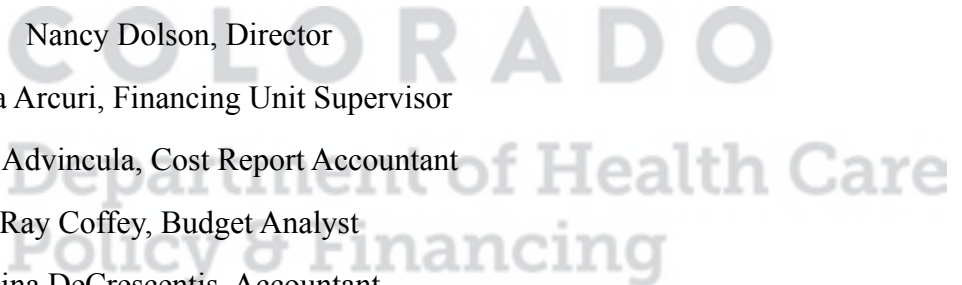 COLORADO
Nancy Dolson, Director
Arcuri, Financing Unit Supervisor
Advincula, Cost Report Accountant
Department of Health Care
Ray Coffey, Budget Analyst
Policy & Financing
DeCrescentis, Accountant